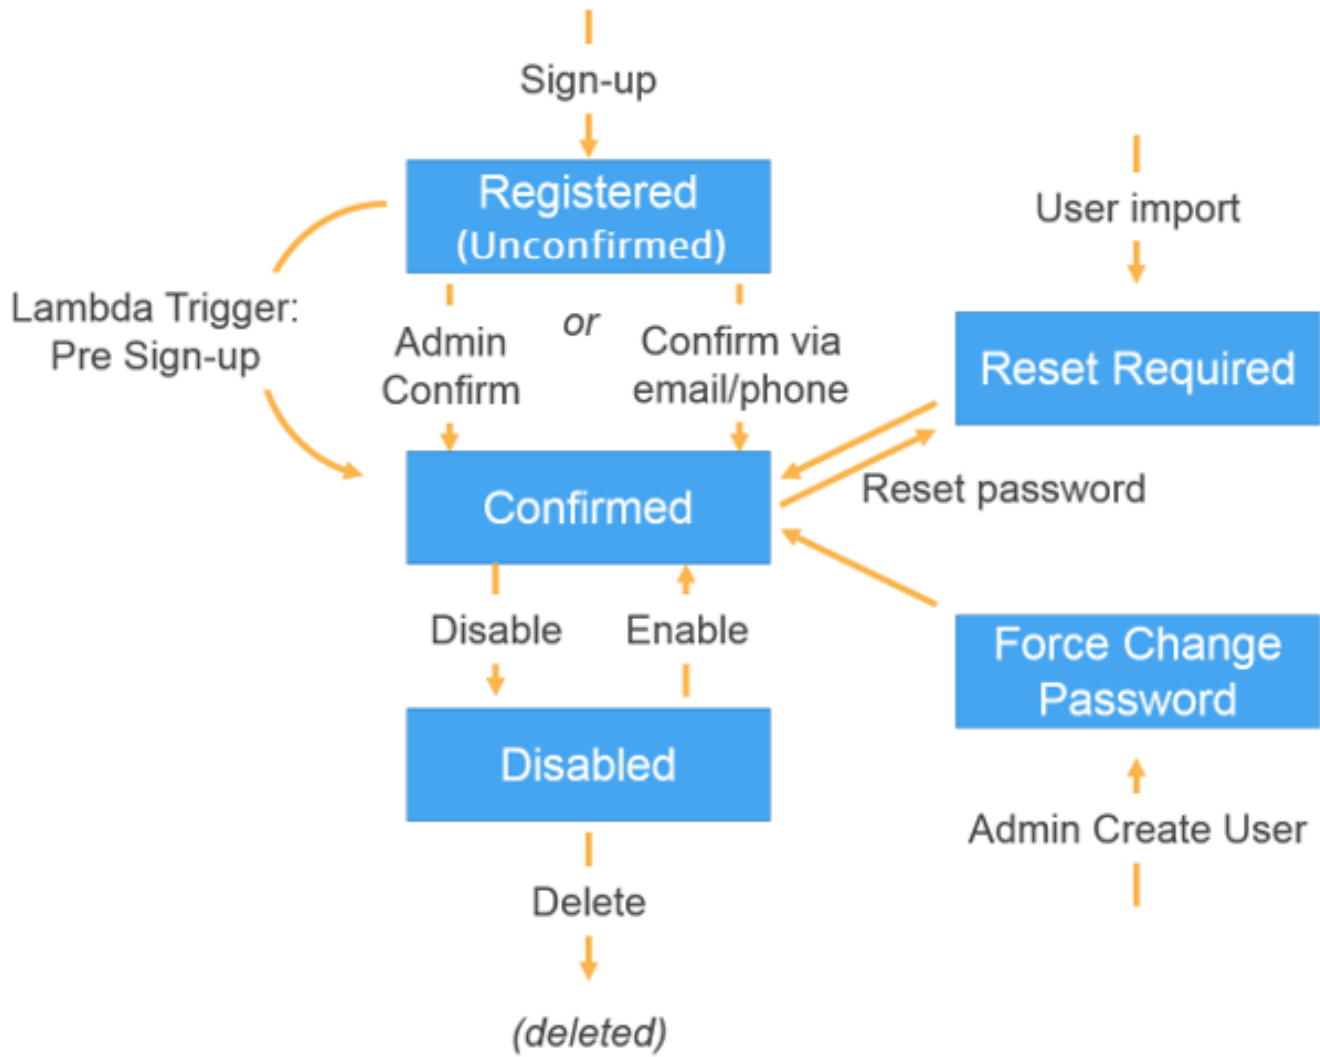 Sign-up
Registered
(Unconfirmed)
User import
Lambda Trigger:
Pre Sign-up
Admin
Confirm
or
Confirm via
email/phone
Reset Required
Confirmed
Reset password
Disable
Enable
Force Change
Password
Disabled
Admin Create User
Delete
(deleted)